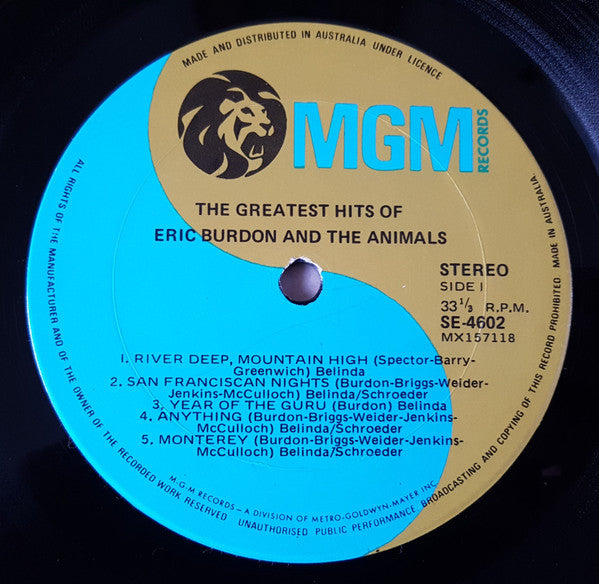 MADE AND DISTRIBUTED IN AUSTRALIA UNDER LICENCE
MGM
RECORDS
THE GREATEST HITS OF
ERIC BURDON AND THE ANIMALS
STEREO
SIDE I
33⅓ R.P.M.
SE-4602
MX157118
1. RIVER DEEP, MOUNTAIN HIGH (Spector-Barry-
Greenwich) Belinda
2. SAN FRANCISCAN NIGHTS (Burdon-Briggs-Weider-
Jenkins-McCulloch) Belinda/Schroeder
3. YEAR OF THE GURU (Burdon) Belinda
4. ANYTHING (Burdon-Briggs-Weider-Jenkins-
McCulloch) Belinda/Schroeder
5. MONTEREY (Burdon-Briggs-Weider-Jenkins-
McCulloch) Belinda/Schroeder
M.G.M RECORDS — A DIVISION OF METRO-GOLDWYN-MAYER INC.
ALL RIGHTS OF THE MANUFACTURER AND OF THE OWNER OF THE RECORDED WORK RESERVED UNAUTHORISED PUBLIC PERFORMANCE BROADCASTING AND COPYING OF THIS RECORD PROHIBITED MADE IN AUSTRALIA.